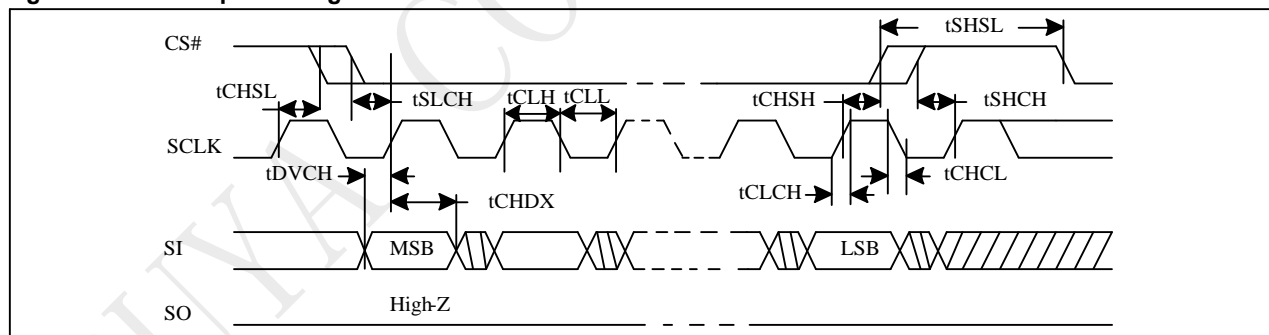 CS#
tSHSL
tCHSL
tSLCH
tCLH
tCLL
tCHSH
tSHCH
SCLK
tDVCH
tCHDX
tCLCH
tCHCL
SI
MSB
LSB
SO
High-Z